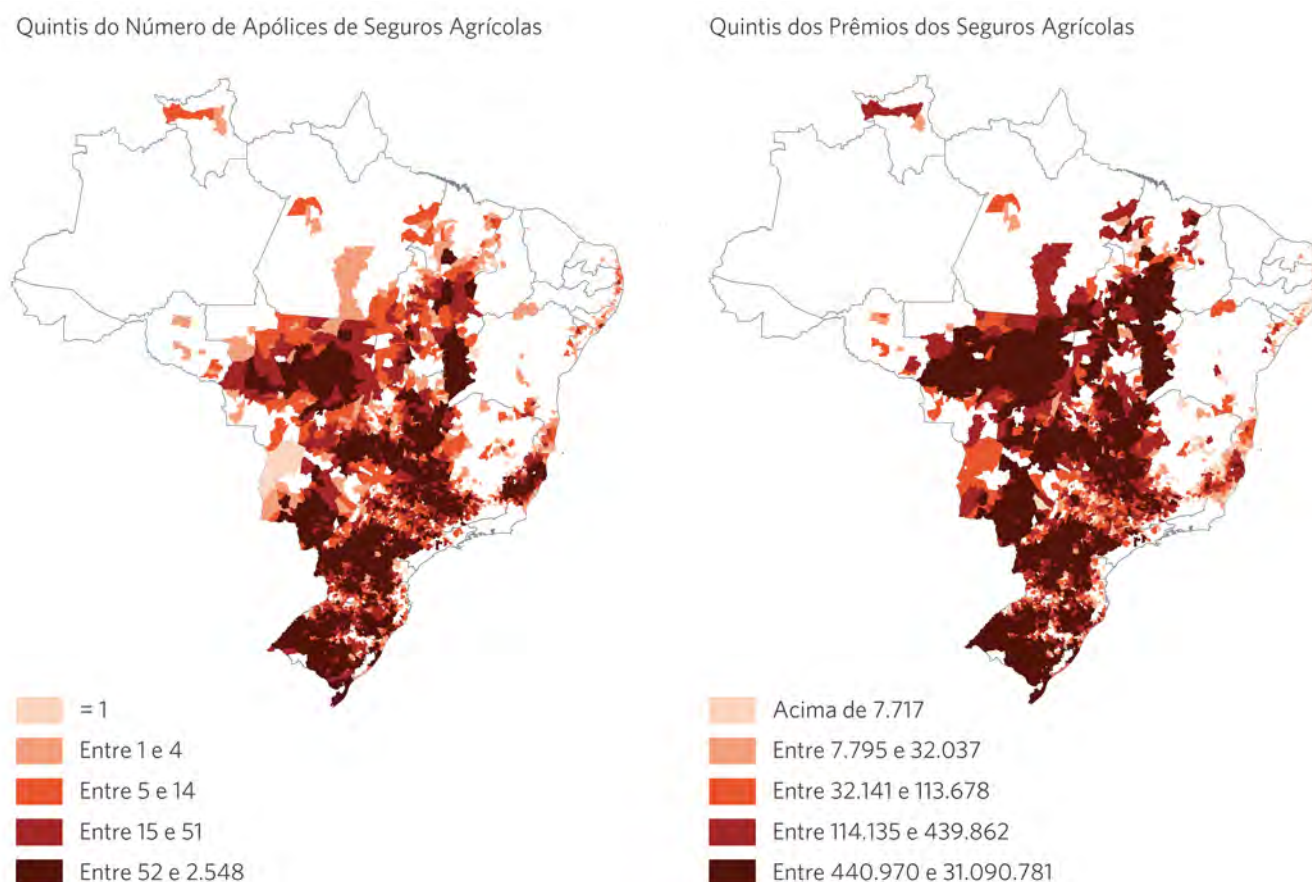 Quintis do Número de Apólices de Seguros Agrícolas
Quintis dos Prêmios dos Seguros Agrícolas
= 1
Entre 1 e 4
Entre 5 e 14
Entre 15 e 51
Entre 52 e 2.548
Acima de 7.717
Entre 7.795 e 32.037
Entre 32.141 e 113.678
Entre 114.135 e 439.862
Entre 440.970 e 31.090.781